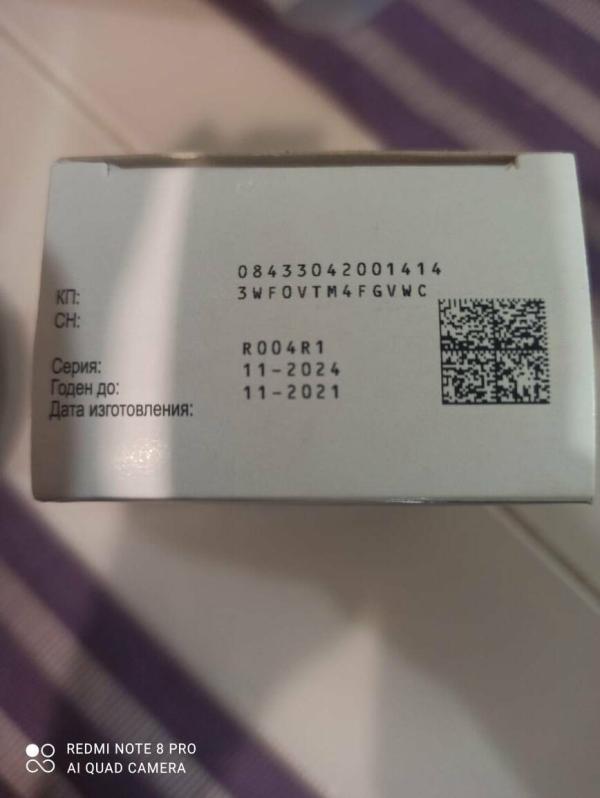 КП: 08433042001414
СН: 3WF0VTM4FGVWC
Серия: R004R1
Годен до: 11-2024
Дата изготовления: 11-2021
REDMI NOTE 8 PRO
AI QUAD CAMERA